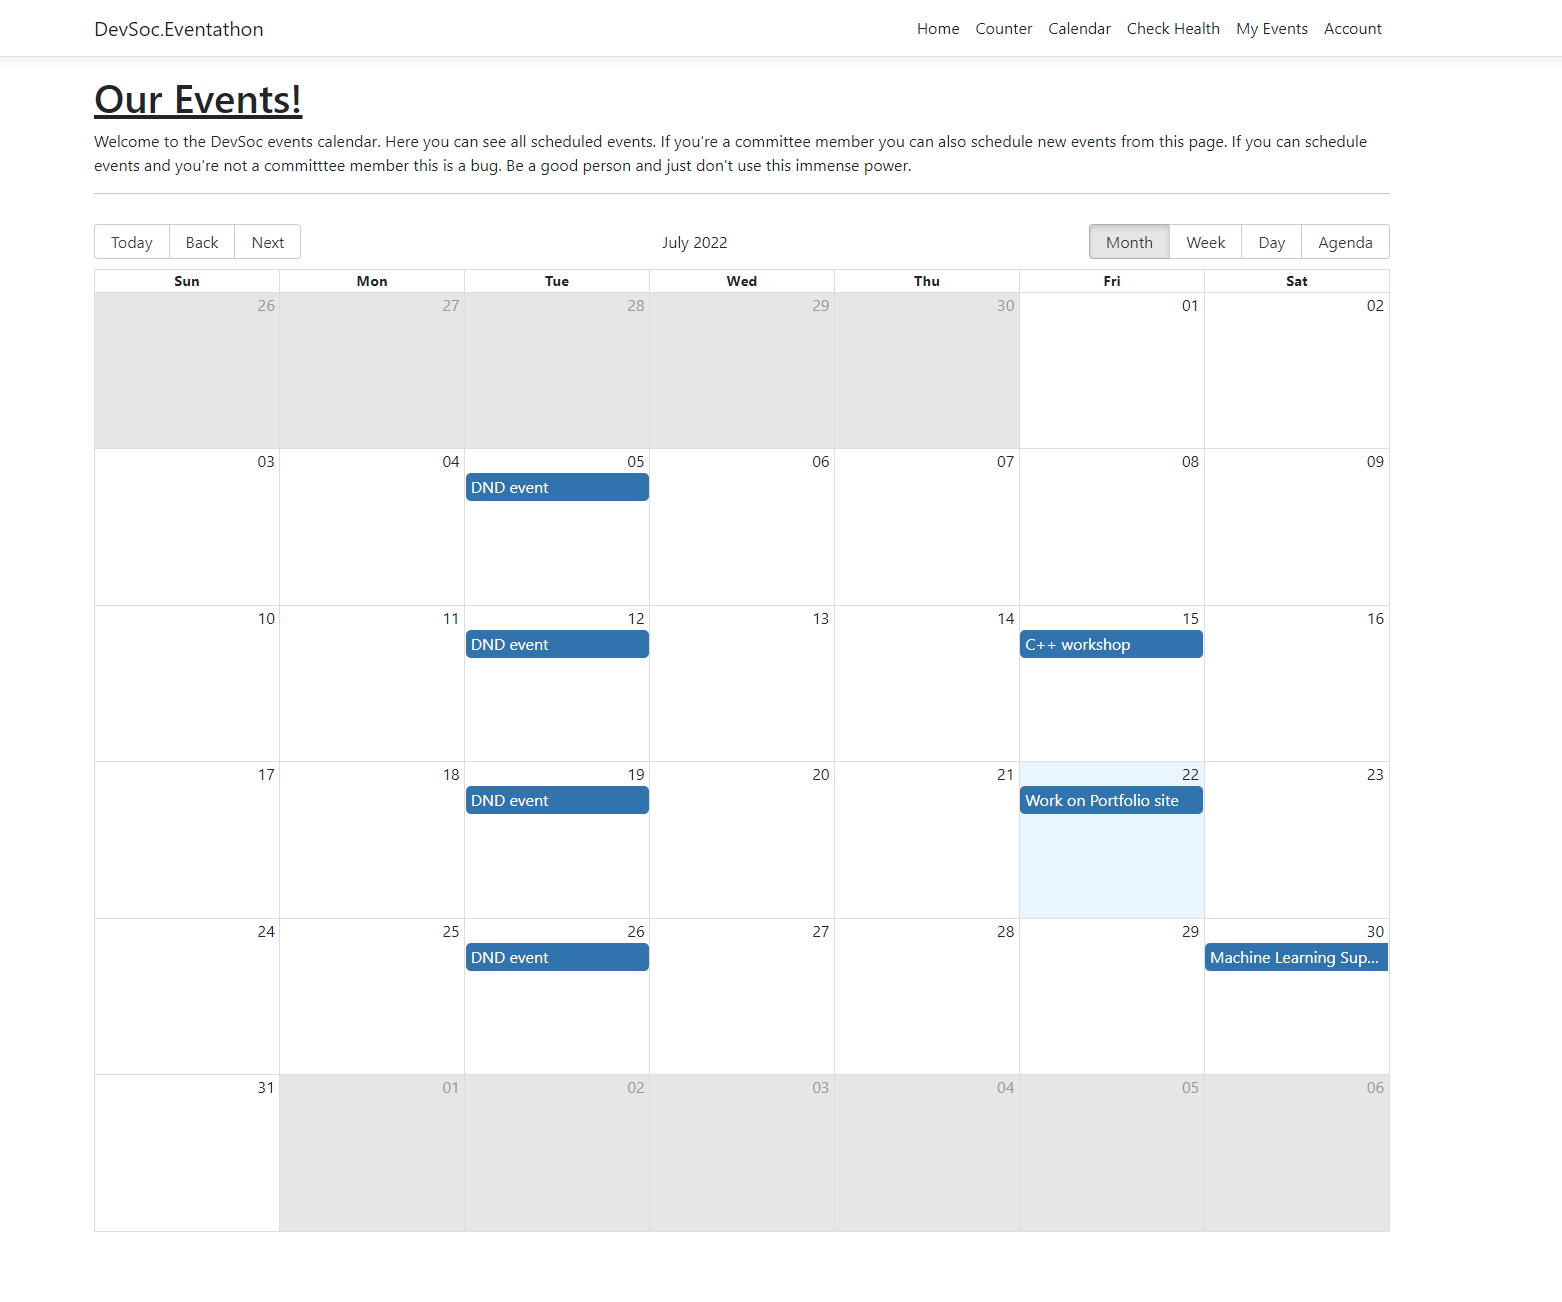 DevSoc.Eventathon Home Counter Calendar Check Health My Events Account
Our Events!
Welcome to the DevSoc events calendar. Here you can see all scheduled events. If you're a committee member you can also schedule new events from this page. If you can schedule
events and you're not a committtee member this is a bug. Be a good person and just don't use this immense power.
Today Back Next July 2022 Month Week Day Agenda
Sun Mon Tue Wed Thu Fri Sat
26 27 28 29 30 01 02
03 04 05 06 07 08 09
DND event
10 11 12 13 14 15 16
DND event C++ workshop
17 18 19 20 21 22 23
DND event Work on Portfolio site
24 25 26 27 28 29 30
DND event Machine Learning Sup...
31 01 02 03 04 05 06